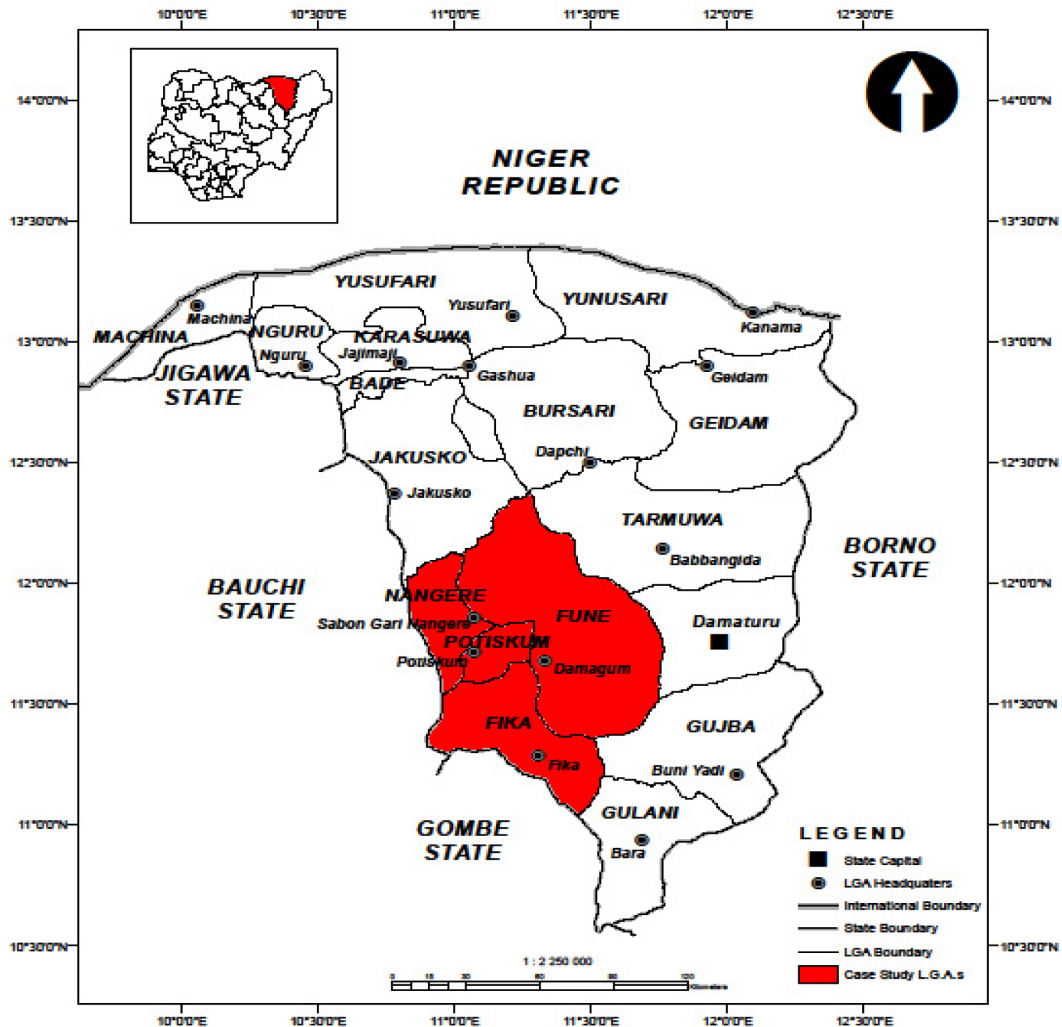 10°0'0"E 10°30'0"E 11°0'0"E 11°30'0"E 12°0'0"E 12°30'0"E
14°0'0"N 14°0'0"N
NIGER
REPUBLIC
13°30'0"N 13°30'0"N
YUSUFARI
YUNUSARI
Yusufari
Machina
Kanama
MACHINA
NGURU
KARASUWA
13°0'0"N 13°0'0"N
Nguru
Jajimaji
Gashua
Geidam
JIGAWA
STATE
BADE
BURSARI
GEIDAM
Dapchi
JAKUSKO
12°30'0"N 12°30'0"N
Jakusko
TARMUWA
Babbangida
BORNO
STATE
BAUCHI
STATE
12°0'0"N 12°0'0"N
NANGERE
FUNE
Sabon Gari Nangere
Damaturu
POTISKUM
Potiskum
Damagum
11°30'0"N 11°30'0"N
FIKA
GUJBA
Fika
Buni Yadi
GULANI
11°0'0"N 11°0'0"N
GOMBE
STATE
Bara
LEGEND
State Capital
LGA Headquaters
International Boundary
State Boundary
LGA Boundary
Case Study L.G.A.s
10°30'0"N 10°30'0"N
1 : 2 250 000
0 15 30 60 90 120
Kilometers
10°0'0"E 10°30'0"E 11°0'0"E 11°30'0"E 12°0'0"E 12°30'0"E